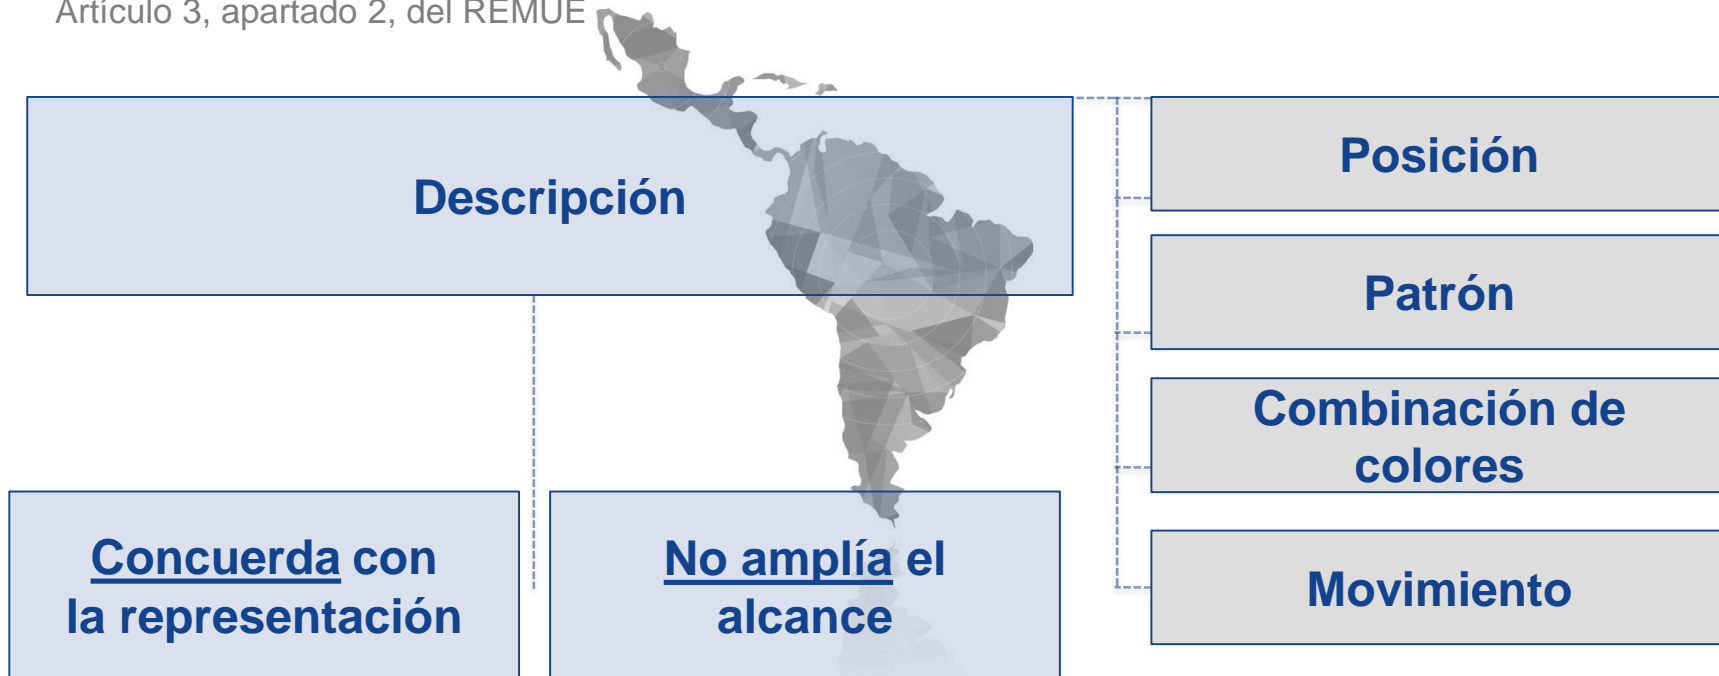 Artículo 3, apartado 2, del REMUE
Descripción
Concuerda con
la representación
No amplía el
alcance
Posición
Patrón
Combinación de
colores
Movimiento